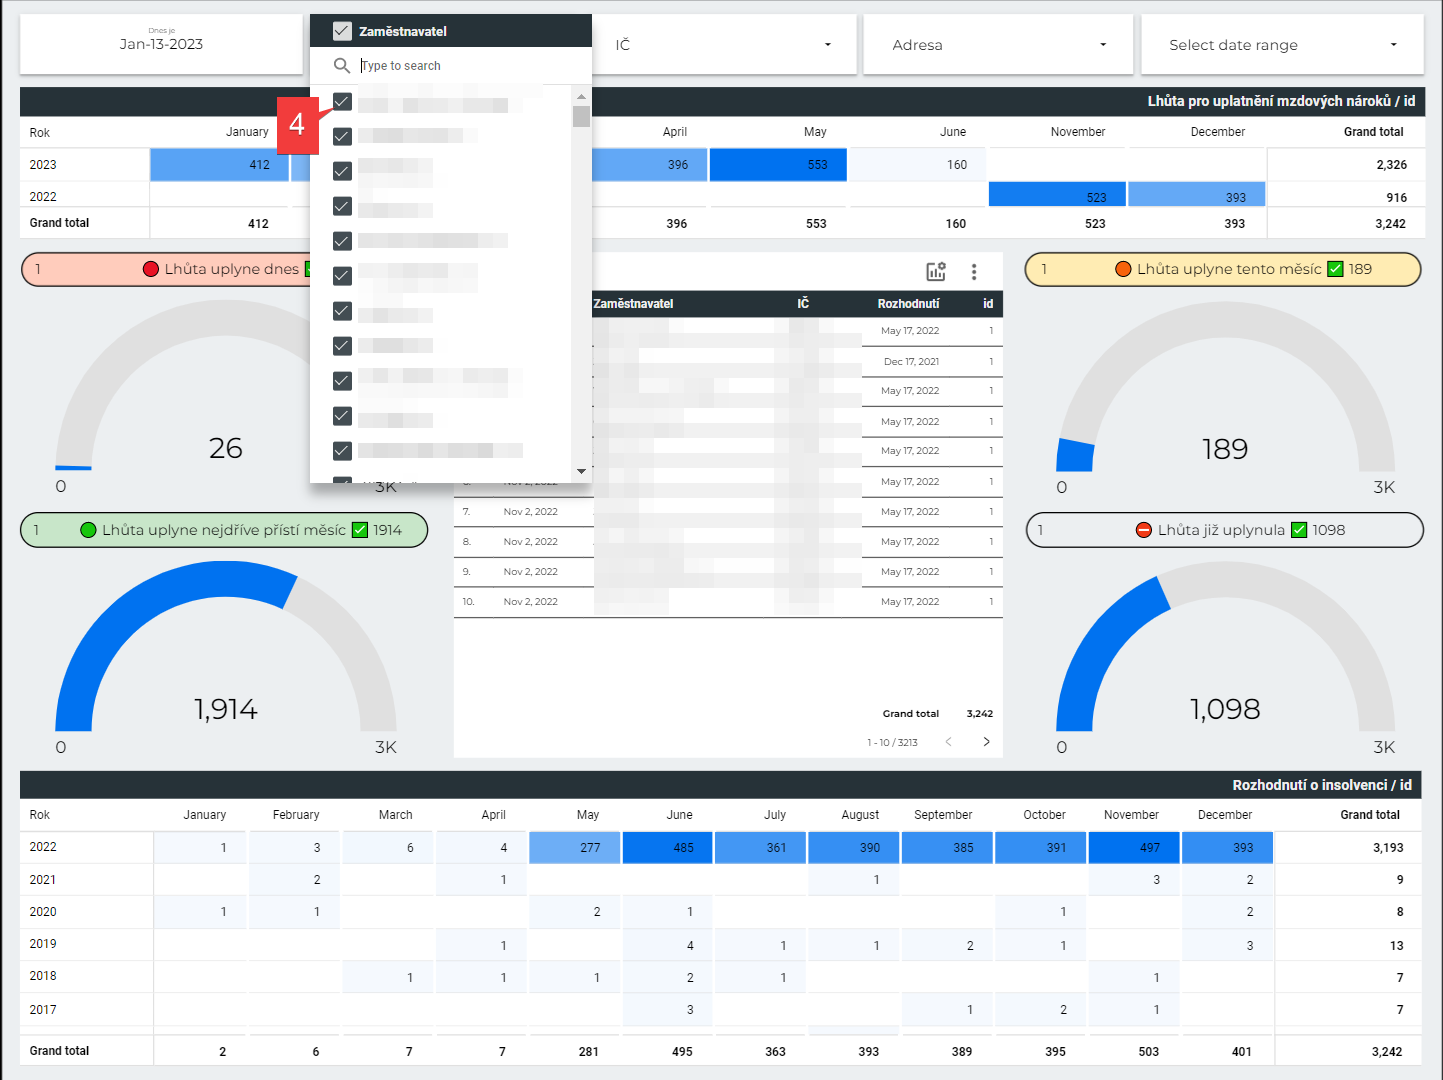 Dnes je
Jan-13-2023
Zaměstnavatel
Type to search
IČ
Adresa
Select date range
4
Lhůta pro uplatnění mzdových nároků / id
Rok January April May June November December Grand total
2023 412 396 553 160 2,326
2022 523 393 916
Grand total 412 396 553 160 523 393 3,242
1 Lhůta uplyne dnes
26
0 3K
1 Lhůta uplyne tento měsíc ✅ 189
189
0 3K
Zaměstnavatel IČ Rozhodnutí id
May 17, 2022 1
Dec 17, 2021 1
May 17, 2022 1
May 17, 2022 1
May 17, 2022 1
May 17, 2022 1
7. Nov 2, 2022 May 17, 2022 1
8. Nov 2, 2022 May 17, 2022 1
9. Nov 2, 2022 May 17, 2022 1
10. Nov 2, 2022 May 17, 2022 1
Grand total 3,242
1 - 10 / 3213 < >
1 Lhůta uplyne nejdříve přístí měsíc ✅ 1914
1,914
0 3K
1 Lhůta již uplynula ✅ 1098
1,098
0 3K
Rozhodnutí o insolvenci / id
Rok January February March April May June July August September October November December Grand total
2022 1 3 6 4 277 485 361 390 385 391 497 393 3,193
2021 2 1 1 3 2 9
2020 1 1 2 1 1 2 8
2019 1 4 1 1 2 1 3 13
2018 1 1 1 2 1 1 7
2017 3 1 2 1 7
Grand total 2 6 7 7 281 495 363 393 389 395 503 401 3,242